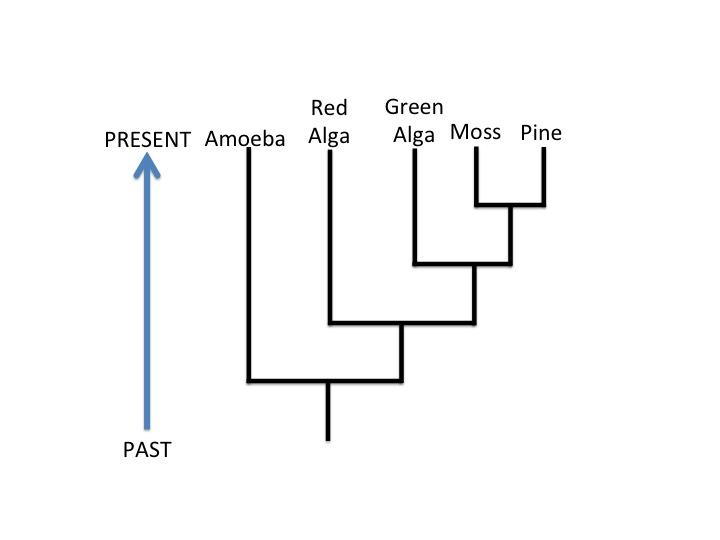 PRESENT
Amoeba
Red
Alga
Green
Alga
Moss
Pine
PAST